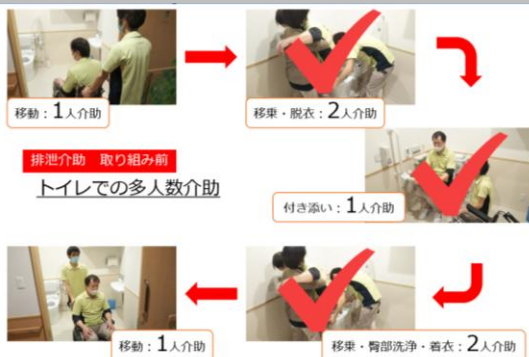 移動：1人介助
移乗・脱衣：2人介助
排泄介助　取り組み前
トイレでの多人数介助
付き添い：1人介助
移動：1人介助
移乗・臀部洗浄・着衣：2人介助